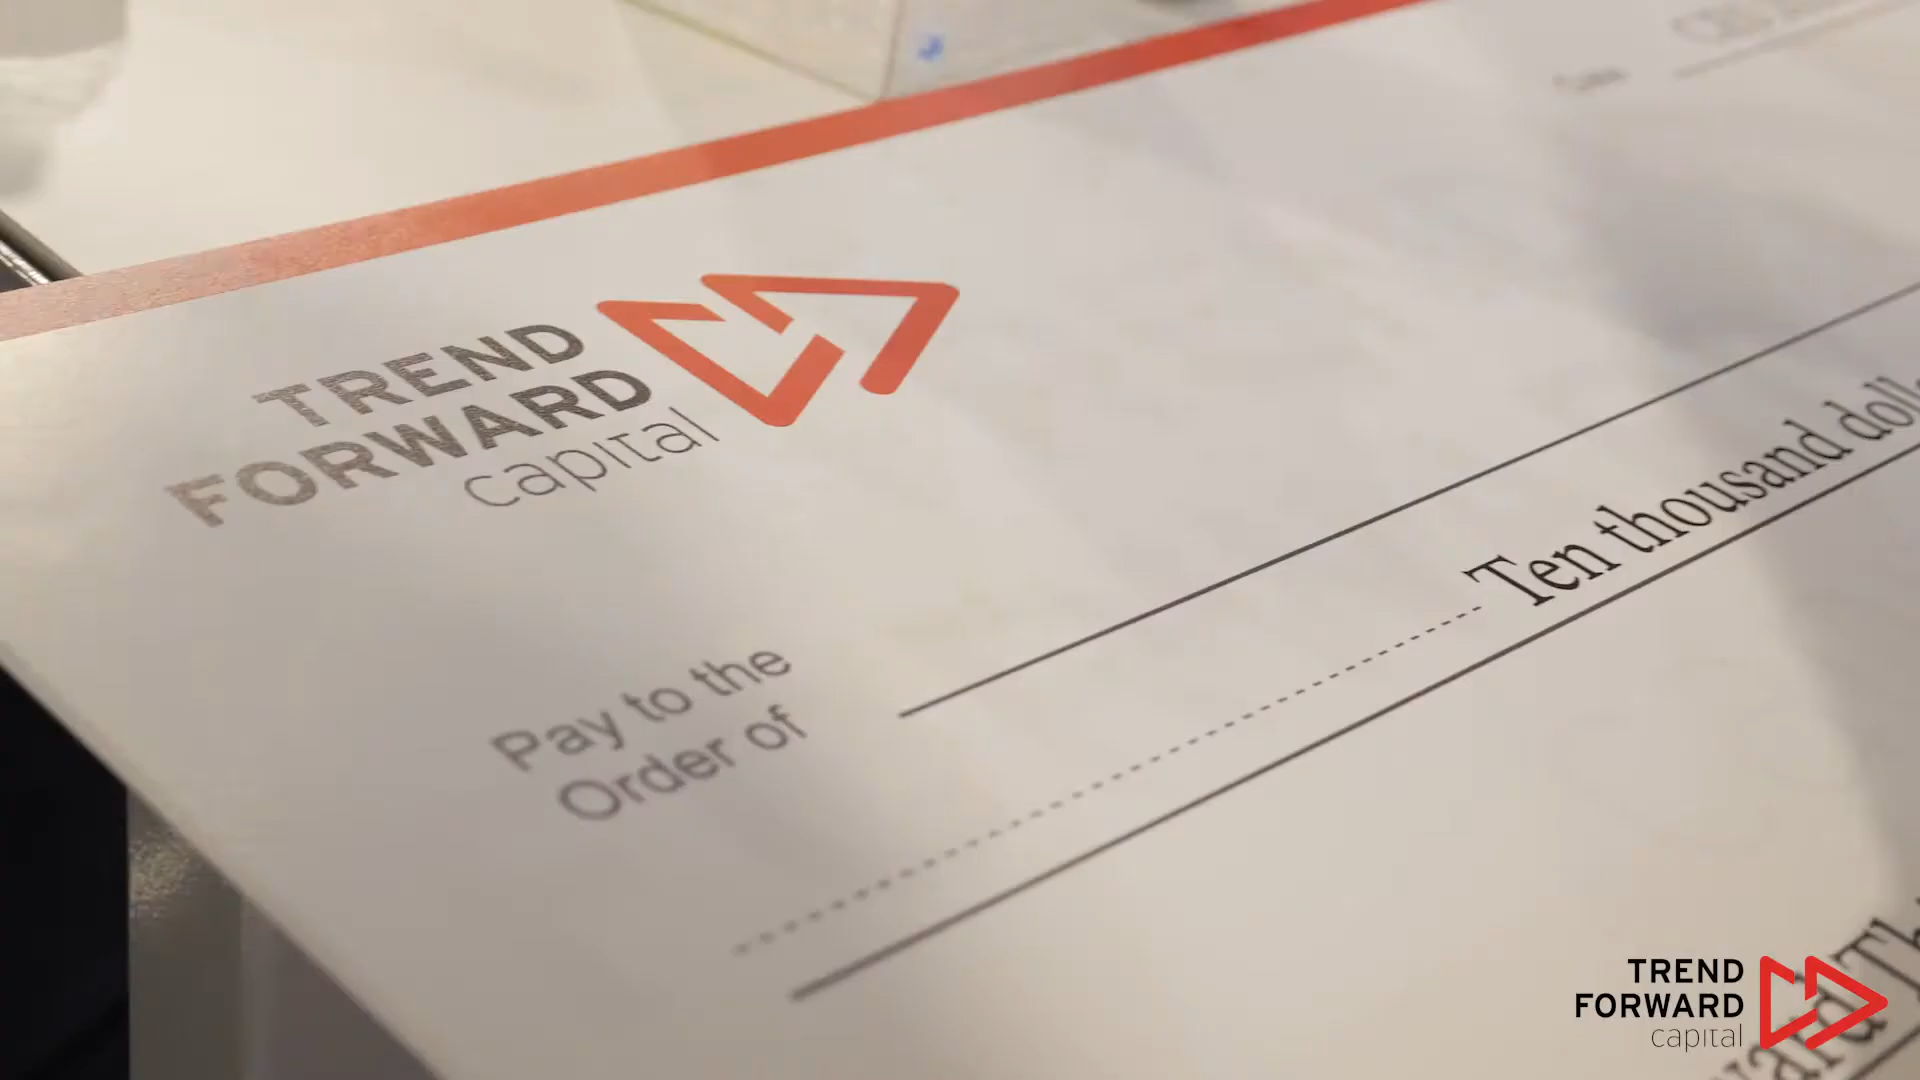 TREND
FORWARD
capital
Pay to the
Order of
Ten thousand
TREND
FORWARD
capital